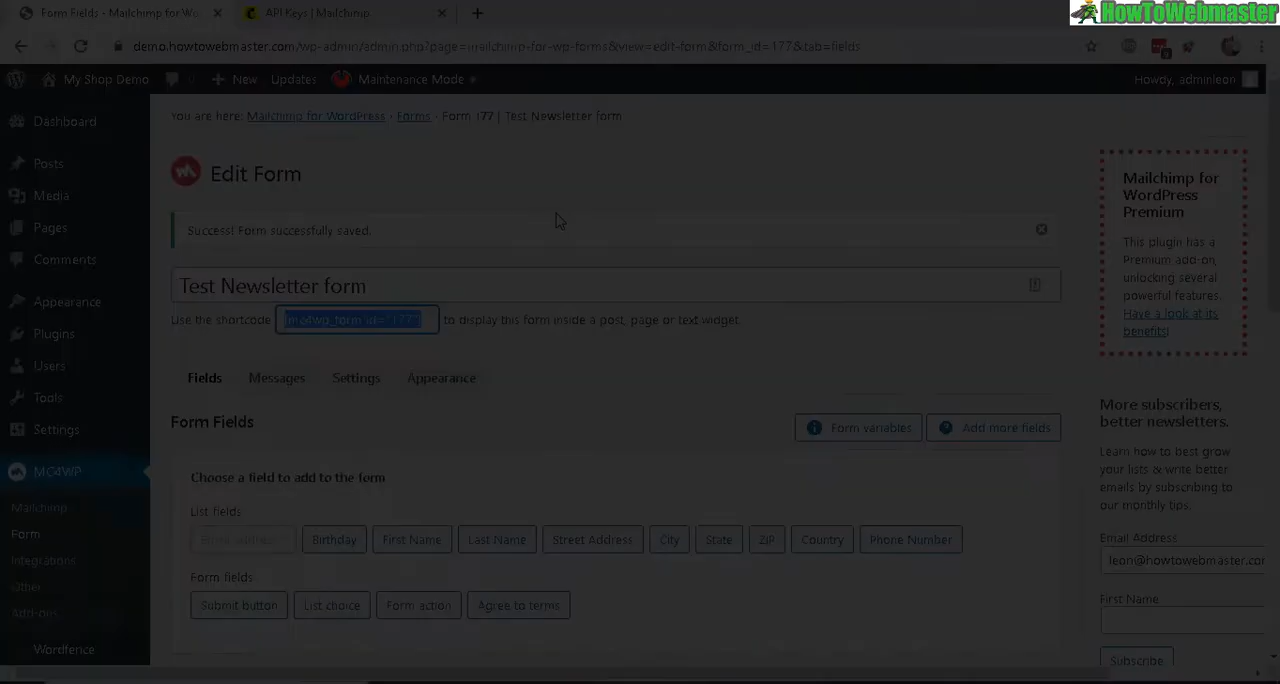 Form Fields - Mailchimp for Wo
API Keys | Mailchimp
HowToWebmaster
demo.howtowebmaster.com/wp-admin/admin.php?page=mailchimp-for-wp-forms&view=edit-form&form_id=177&tab=fields
My Shop Demo
New
Updates
Maintenance Mode
Howdy, adminleon
You are here: Mailchimp for WordPress › Forms › Form 177 | Test Newsletter form
Dashboard
Posts
Media
Pages
Comments
Appearance
Plugins
Users
Tools
Settings
MC4WP
Mailchimp
Form
Integrations
Other
Add-ons
Wordfence
Edit Form
Success! Form successfully saved.
Test Newsletter form
Use the shortcode [mc4wp_form id="177"] to display this form inside a post, page or text widget.
Fields
Messages
Settings
Appearance
Form Fields
Form variables
Add more fields
Choose a field to add to the form
List fields
Email address
Birthday
First Name
Last Name
Street Address
City
State
ZIP
Country
Phone Number
Form fields
Submit button
List choice
Form action
Agree to terms
Mailchimp for
WordPress
Premium
This plugin has a
Premium add-on,
unlocking several
powerful features.
Have a look at its
benefits!
More subscribers,
better newsletters.
Learn how to best grow
your lists & write better
emails by subscribing to
our monthly tips.
Email Address
leon@howtowebmaster.cor
First Name
Subscribe